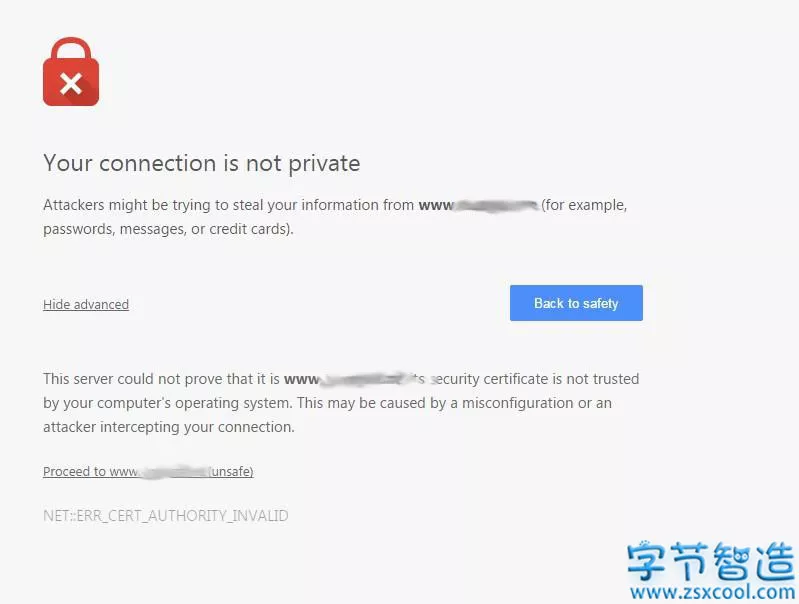 Your connection is not private
Attackers might be trying to steal your information from www (for example,
passwords, messages, or credit cards).
Hide advanced
Back to safety
This server could not prove that it is www security certificate is not trusted
by your computer's operating system. This may be caused by a misconfiguration or an
attacker intercepting your connection.
Proceed to www. (unsafe)
NET::ERR_CERT_AUTHORITY_INVALID
字节智造
www.zsxcool.com